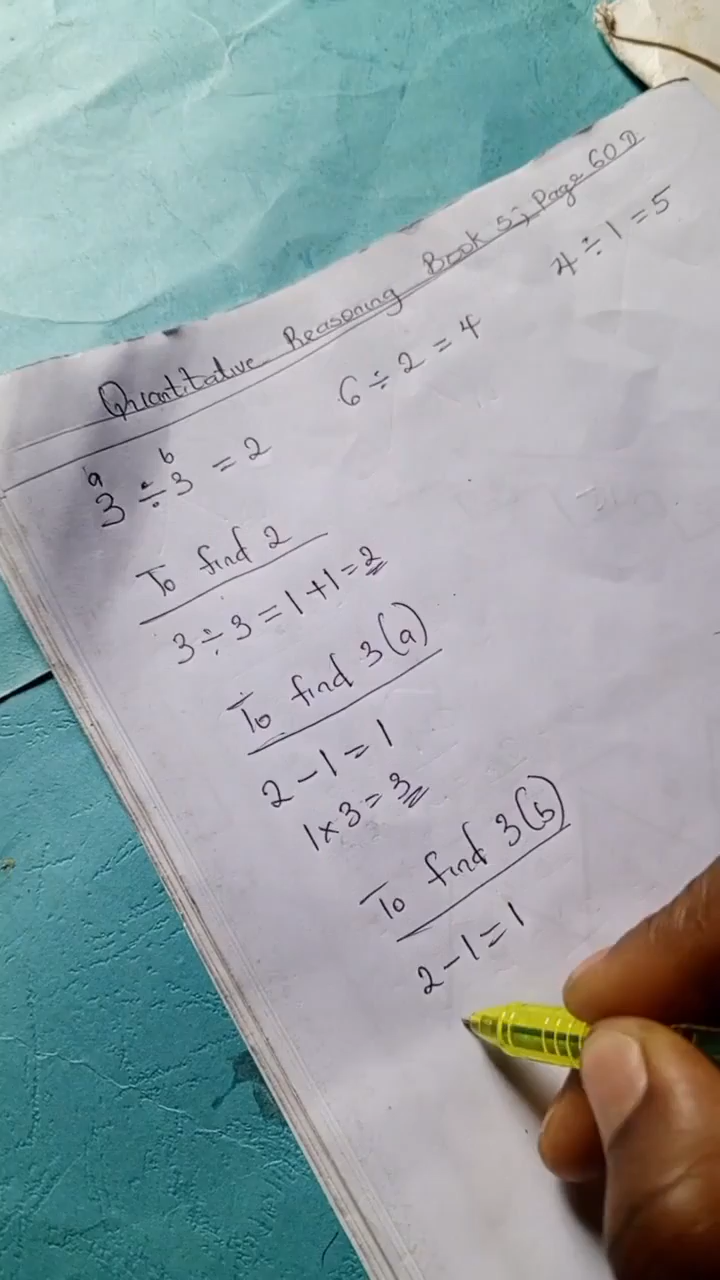 Quantitative Reasoning Book 5; Page 60 D
a b
3 ÷ 3 = 2 6 ÷ 2 = 4 4 ÷ 1 = 5
To find 2
3 ÷ 3 = 1 + 1 = 2
To find 3(a)
2 - 1 = 1
1 × 3 = 3
To find 3(b)
2 - 1 = 1